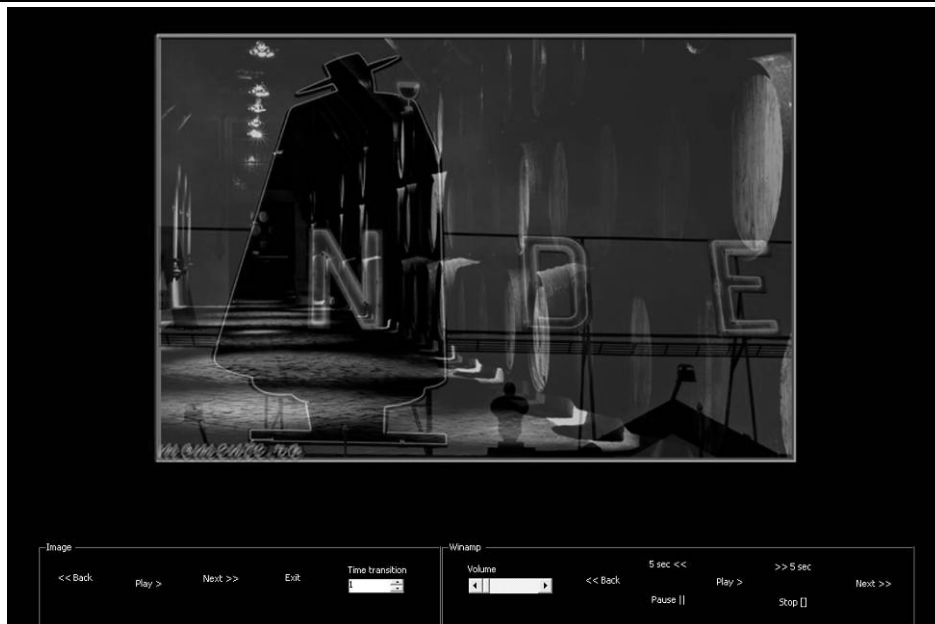 N D E
momente.ro
Image
<< Back
Play >
Next >>
Exit
Time transition
1
Winamp
Volume
<< Back
5 sec <<
Pause ||
Play >
>> 5 sec
Stop []
Next >>